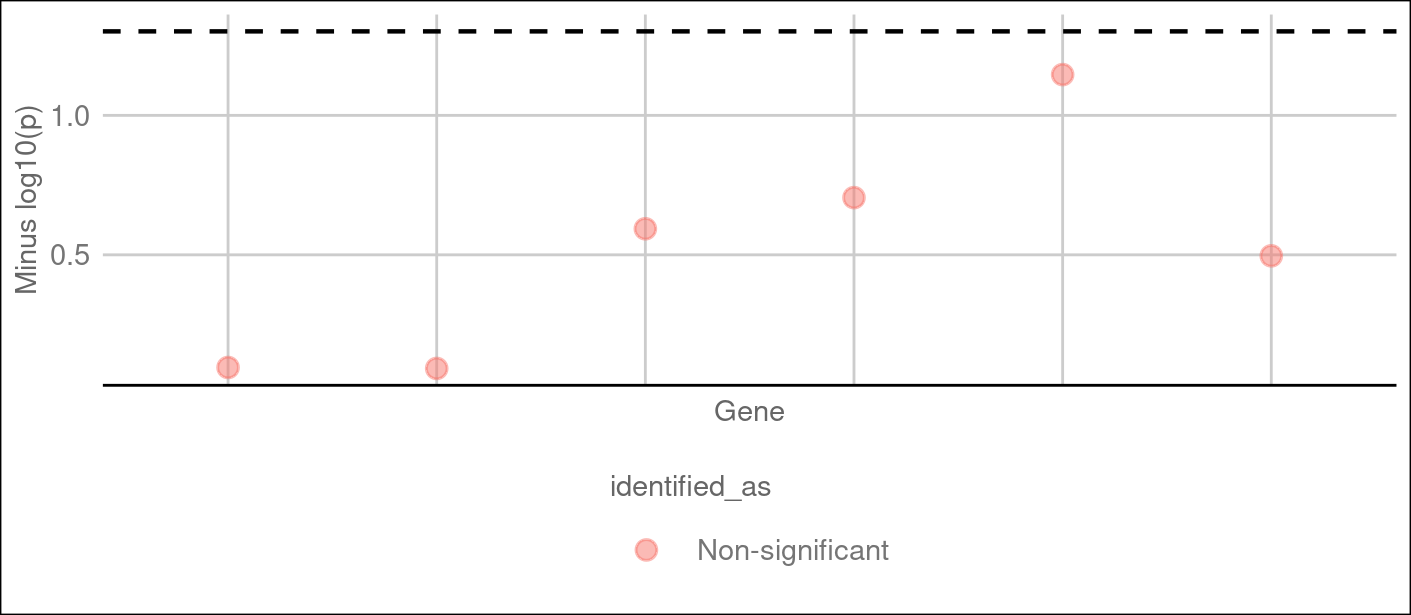 Minus log10(p)
1.0
0.5
Gene
identified_as
Non-significant